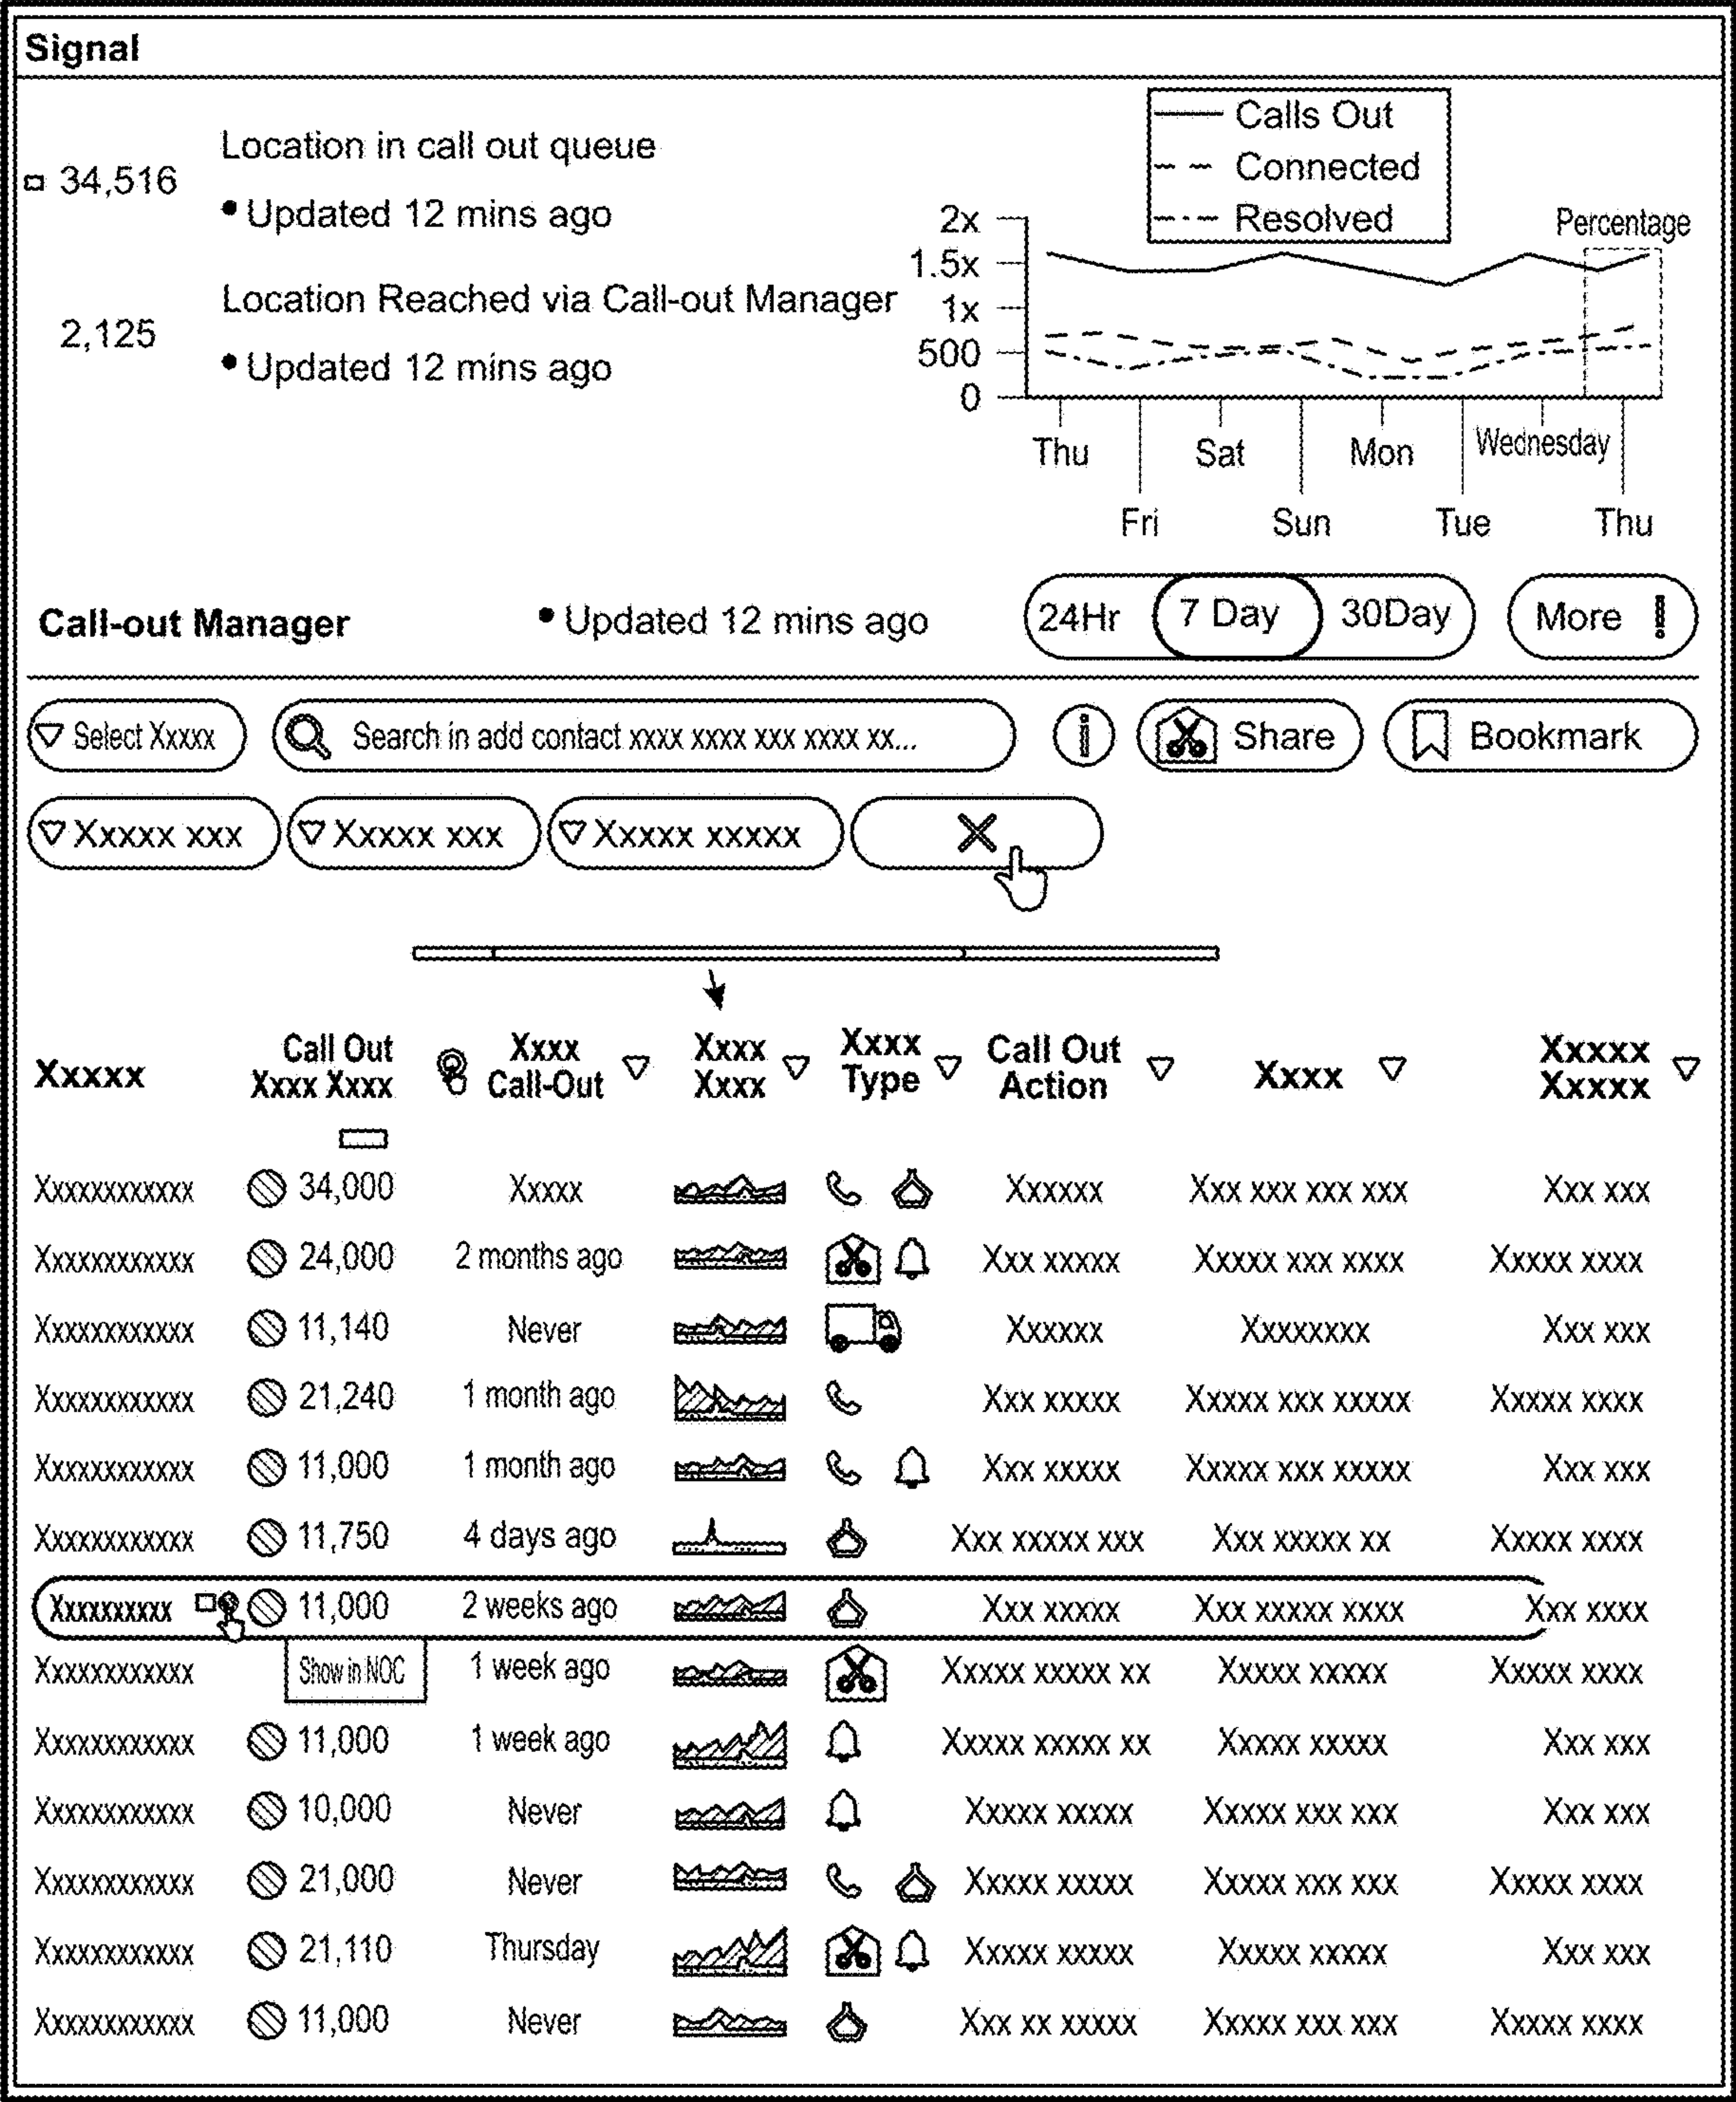 Signal
34,516
Location in call out queue
• Updated 12 mins ago
2,125
Location Reached via Call-out Manager
• Updated 12 mins ago
Calls Out
Connected
Resolved
Percentage
2x
1.5x
1x
500
0
Thu Fri Sat Sun Mon Tue Wednesday Thu
Call-out Manager • Updated 12 mins ago 24Hr 7 Day 30Day More
Select Xxxxx Search in add contact xxxx xxxx xxx xxxx xx... i Share Bookmark
Xxxxx xxx Xxxxx xxx Xxxxx xxxxx X
Xxxxx
Call Out
Xxxx Xxxx
Xxxx
Call-Out
Xxxx
Xxxx
Xxxx
Type
Call Out
Action
Xxxx
Xxxxx
Xxxxx
Xxxxxxxxxxx 34,000 Xxxxx Xxxxxx Xxx xxx xxx xxx Xxx xxx
Xxxxxxxxxxx 24,000 2 months ago Xxx xxxxx Xxxxx xxx xxxx Xxxxx xxxx
Xxxxxxxxxxx 11,140 Never Xxxxxx Xxxxxxxx Xxx xxx
Xxxxxxxxxxx 21,240 1 month ago Xxx xxxxx Xxxxx xxx xxxxx Xxxxx xxxx
Xxxxxxxxxxx 11,000 1 month ago Xxx xxxxx Xxxxx xxx xxxxx Xxx xxx
Xxxxxxxxxxx 11,750 4 days ago Xxx xxxxx xxx Xxx xxxxx xx Xxxxx xxxx
Xxxxxxxxx 11,000 2 weeks ago Xxx xxxxx Xxx xxxxx xxxx Xxx xxxx
Xxxxxxxxxxx Show in NOC 1 week ago Xxxxx xxxxx xx Xxxxx xxxxx Xxxxx xxxx
Xxxxxxxxxxx 11,000 1 week ago Xxxxx xxxxx xx Xxxxx xxxxx Xxx xxx
Xxxxxxxxxxx 10,000 Never Xxxxx xxxxx Xxxxx xxx xxx Xxx xxx
Xxxxxxxxxxx 21,000 Never Xxxxx xxxxx Xxxxx xxx xxx Xxxxx xxxx
Xxxxxxxxxxx 21,110 Thursday Xxxxx xxxxx Xxxxx xxxxx Xxx xxx
Xxxxxxxxxxx 11,000 Never Xxx xx xxxxx Xxxxx xxx xxx Xxxxx xxxx